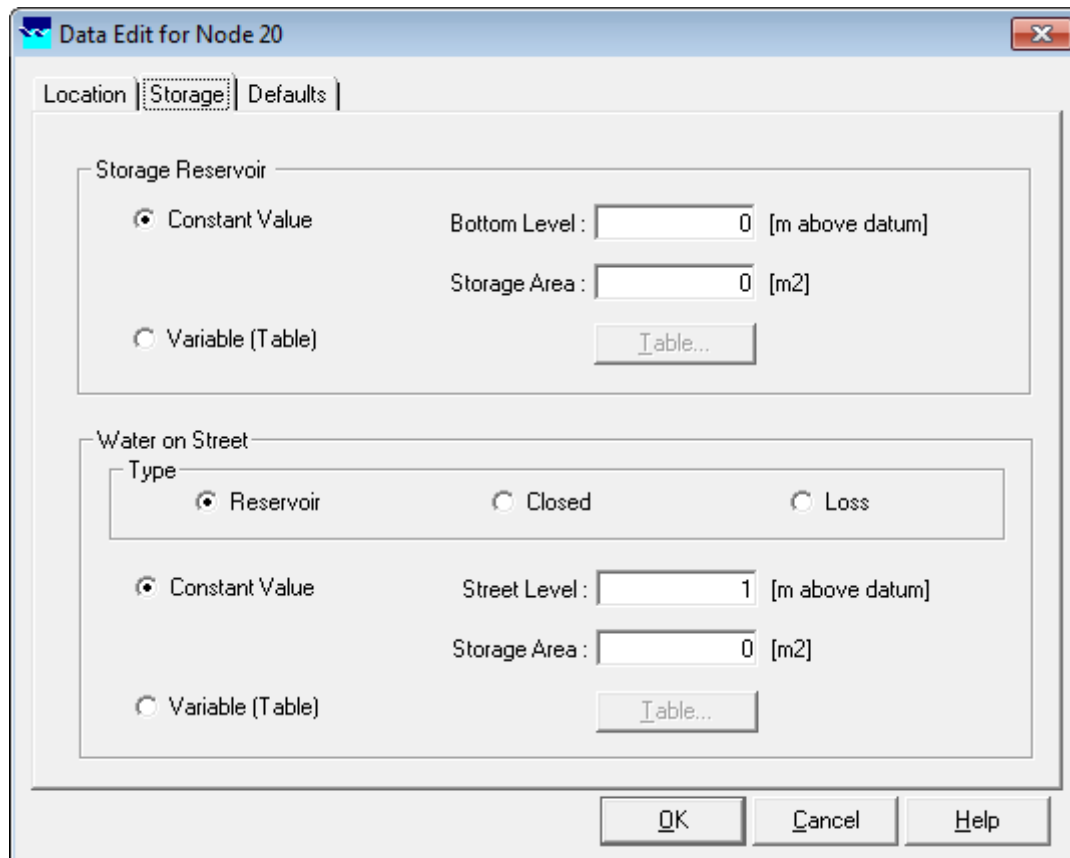 Data Edit for Node 20
Location Storage Defaults
Storage Reservoir
Constant Value Bottom Level : 0 [m above datum]
Storage Area : 0 [m2]
Variable (Table) Table...
Water on Street
Type
Reservoir Closed Loss
Constant Value Street Level : 1 [m above datum]
Storage Area : 0 [m2]
Variable (Table) Table...
OK Cancel Help